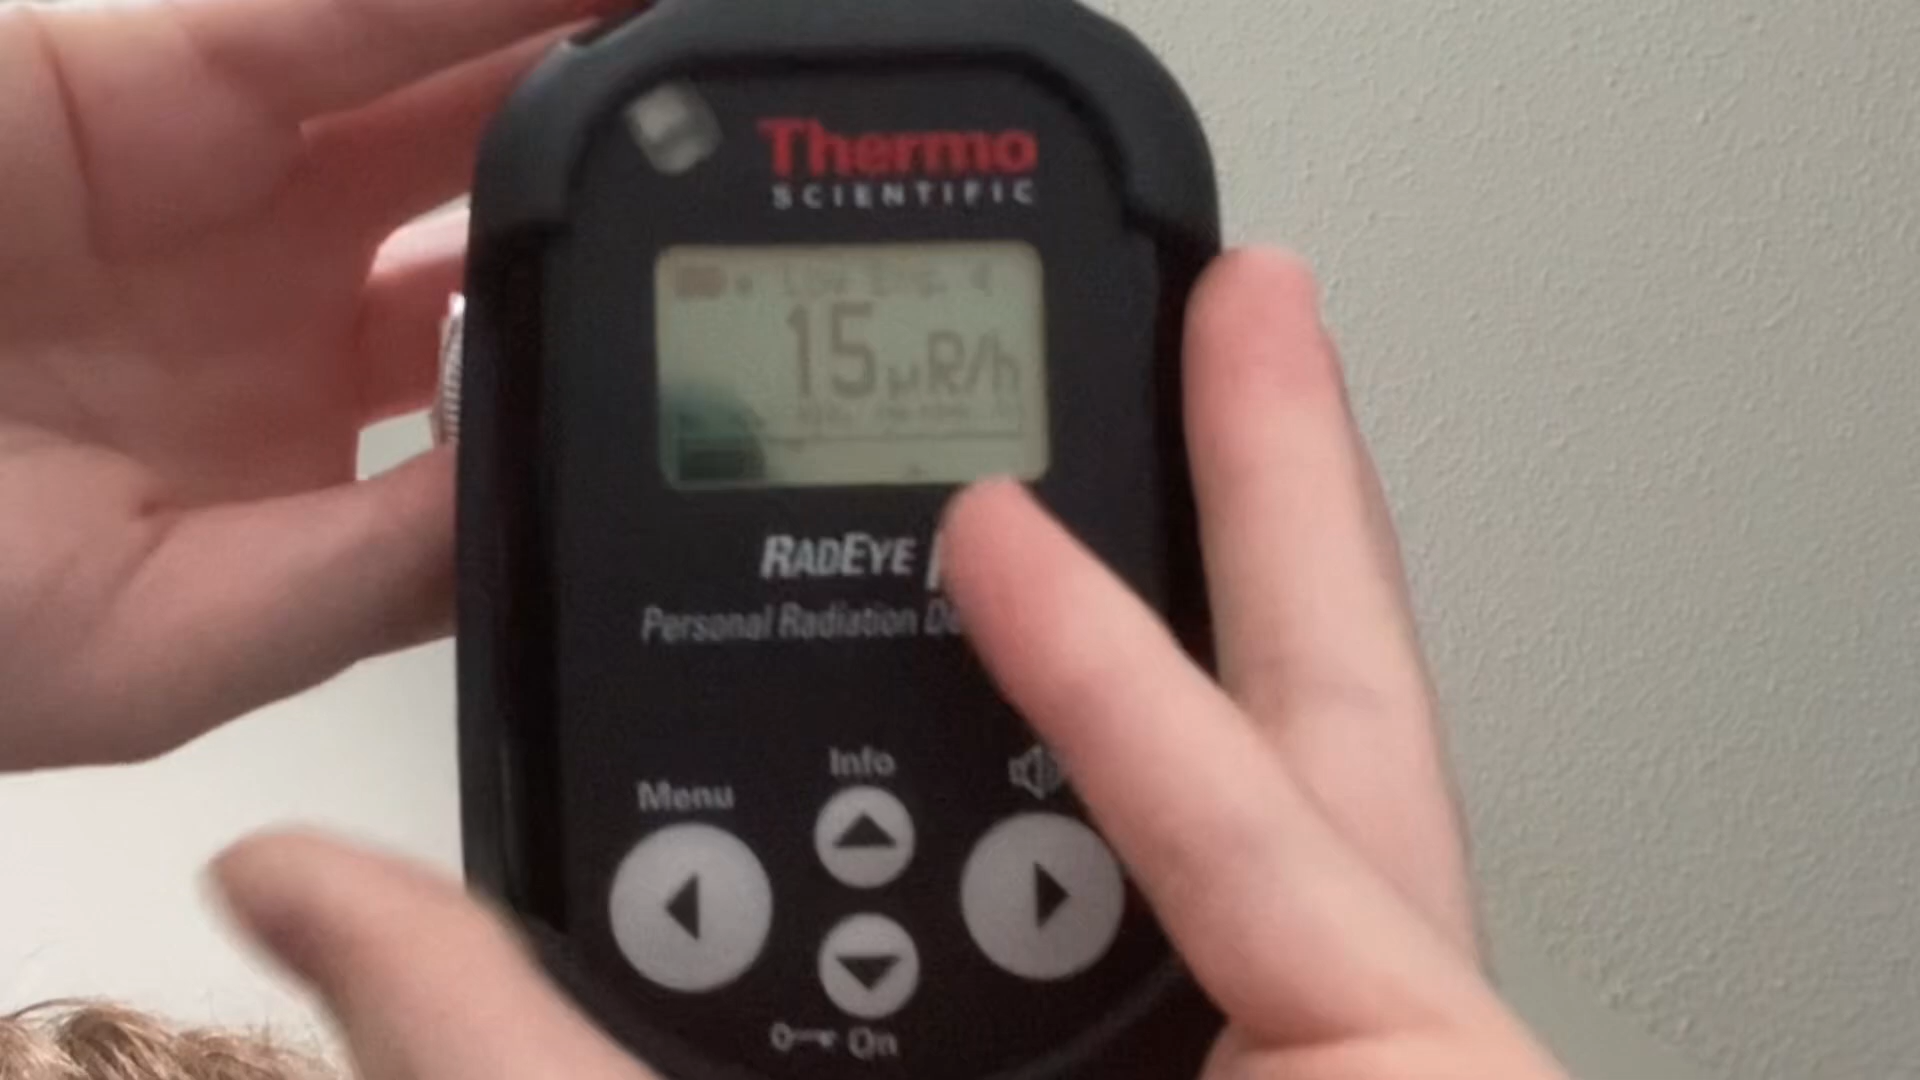 Thermo
SCIENTIFIC
15 µR/h
RADEYE
Personal Radiation
Info
Menu
On